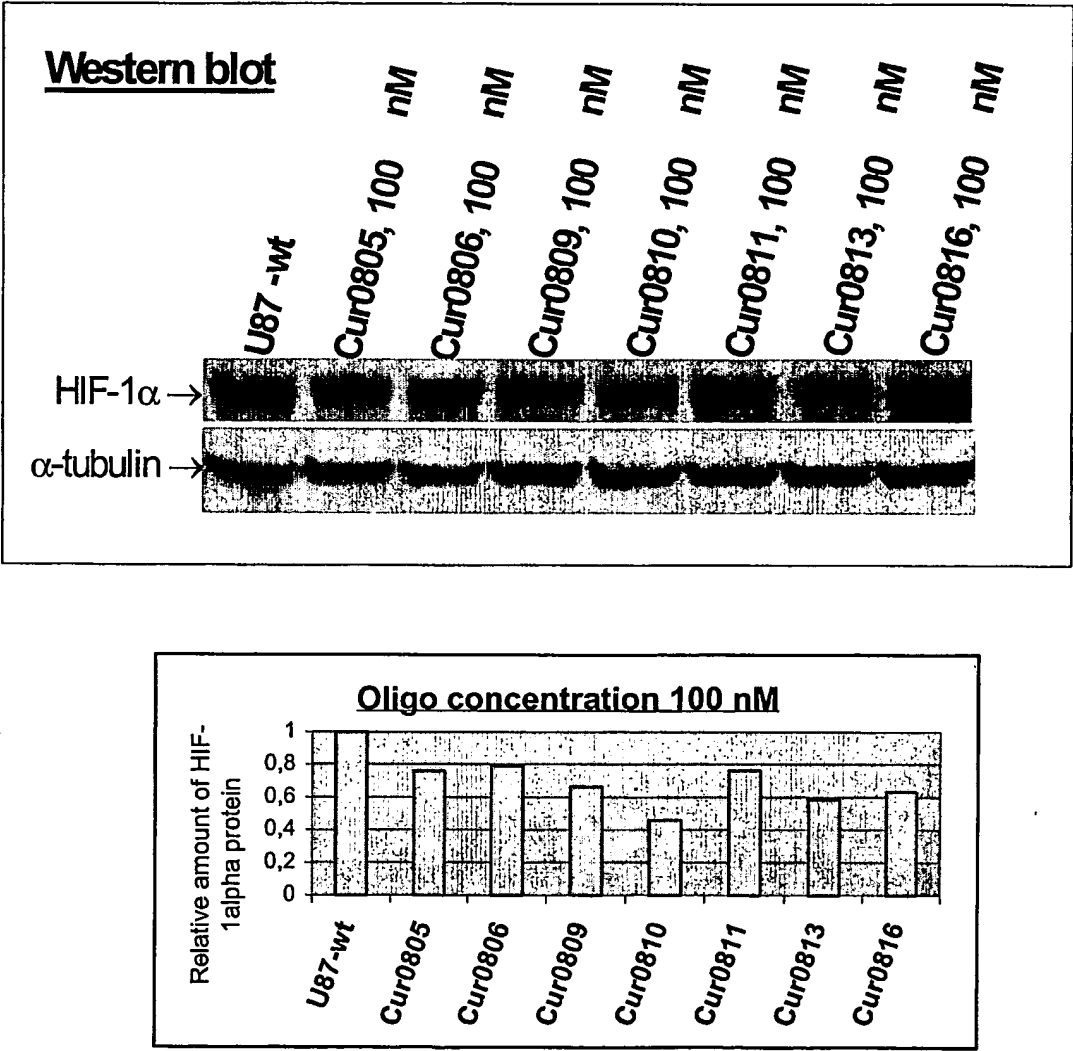 Western blot
U87 -wt
Cur0805, 100 nM
Cur0806, 100 nM
Cur0809, 100 nM
Cur0810, 100 nM
Cur0811, 100 nM
Cur0813, 100 nM
Cur0816, 100 nM
HIF-1α
α-tubulin
Oligo concentration 100 nM
Relative amount of HIF-
1alpha protein
1
0,8
0,6
0,4
0,2
0
U87-wt
Cur0805
Cur0806
Cur0809
Cur0810
Cur0811
Cur0813
Cur0816